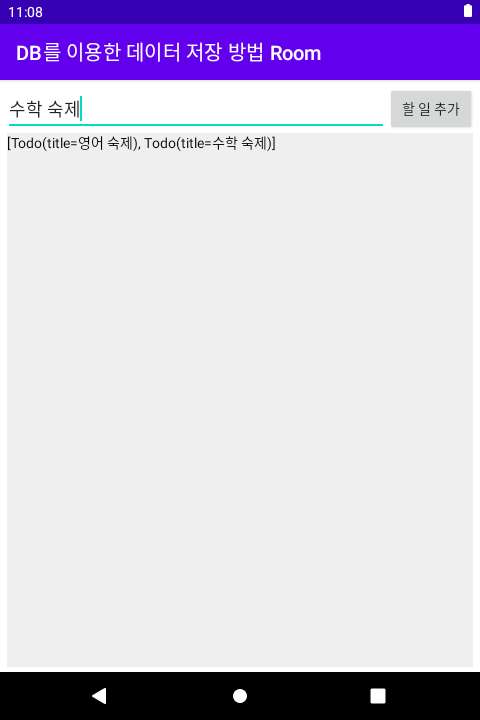 11:08
DB를 이용한 데이터 저장 방법 Room
수학 숙제
할 일 추가
[Todo(title=영어 숙제), Todo(title=수학 숙제)]